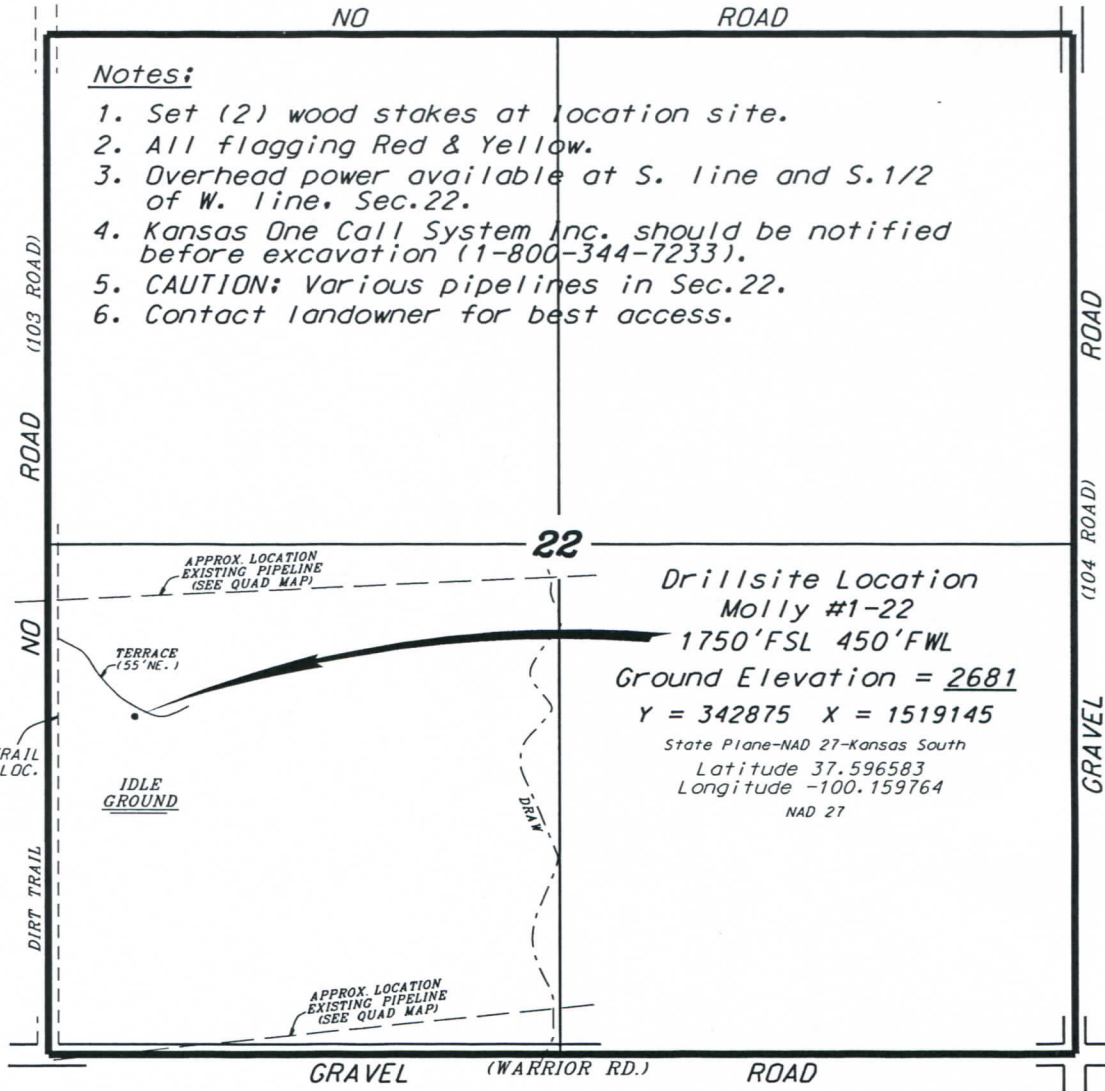 NO ROAD
Notes:
1. Set (2) wood stakes at location site.
2. All flagging Red & Yellow.
3. Overhead power available at S. line and S.1/2
of W. line, Sec.22.
4. Kansas One Call System Inc. should be notified
before excavation (1-800-344-7233).
5. CAUTION: Various pipelines in Sec.22.
6. Contact landowner for best access.
NO ROAD (103 ROAD)
GRAVEL ROAD
(104 ROAD)
22
APPROX. LOCATION
EXISTING PIPELINE
(SEE QUAD MAP)
Drillsite Location
Molly #1-22
1750'FSL 450'FWL
Ground Elevation = 2681
Y = 342875 X = 1519145
State Plane-NAD 27-Kansas South
Latitude 37.596583
Longitude -100.159764
NAD 27
TERRACE
(55'NE.)
RAIL
LOC.
IDLE
GROUND
DRAW
DIRT TRAIL
APPROX. LOCATION
EXISTING PIPELINE
(SEE QUAD MAP)
GRAVEL (WARRIOR RD.) ROAD